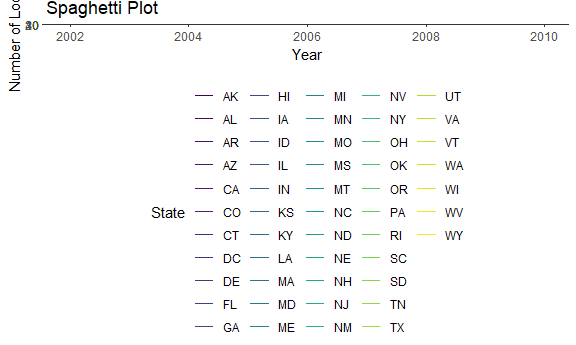 Spaghetti Plot
Number of Loc
2002 2004 2006 2008 2010
Year
AK HI MI NV UT
AL IA MN NY VA
AR ID MO OH VT
AZ IL MS OK WA
CA IN MT OR WI
State CO KS NC PA WV
CT KY ND RI WY
DC LA NE SC
DE MA NH SD
FL MD NJ TN
GA ME NM TX